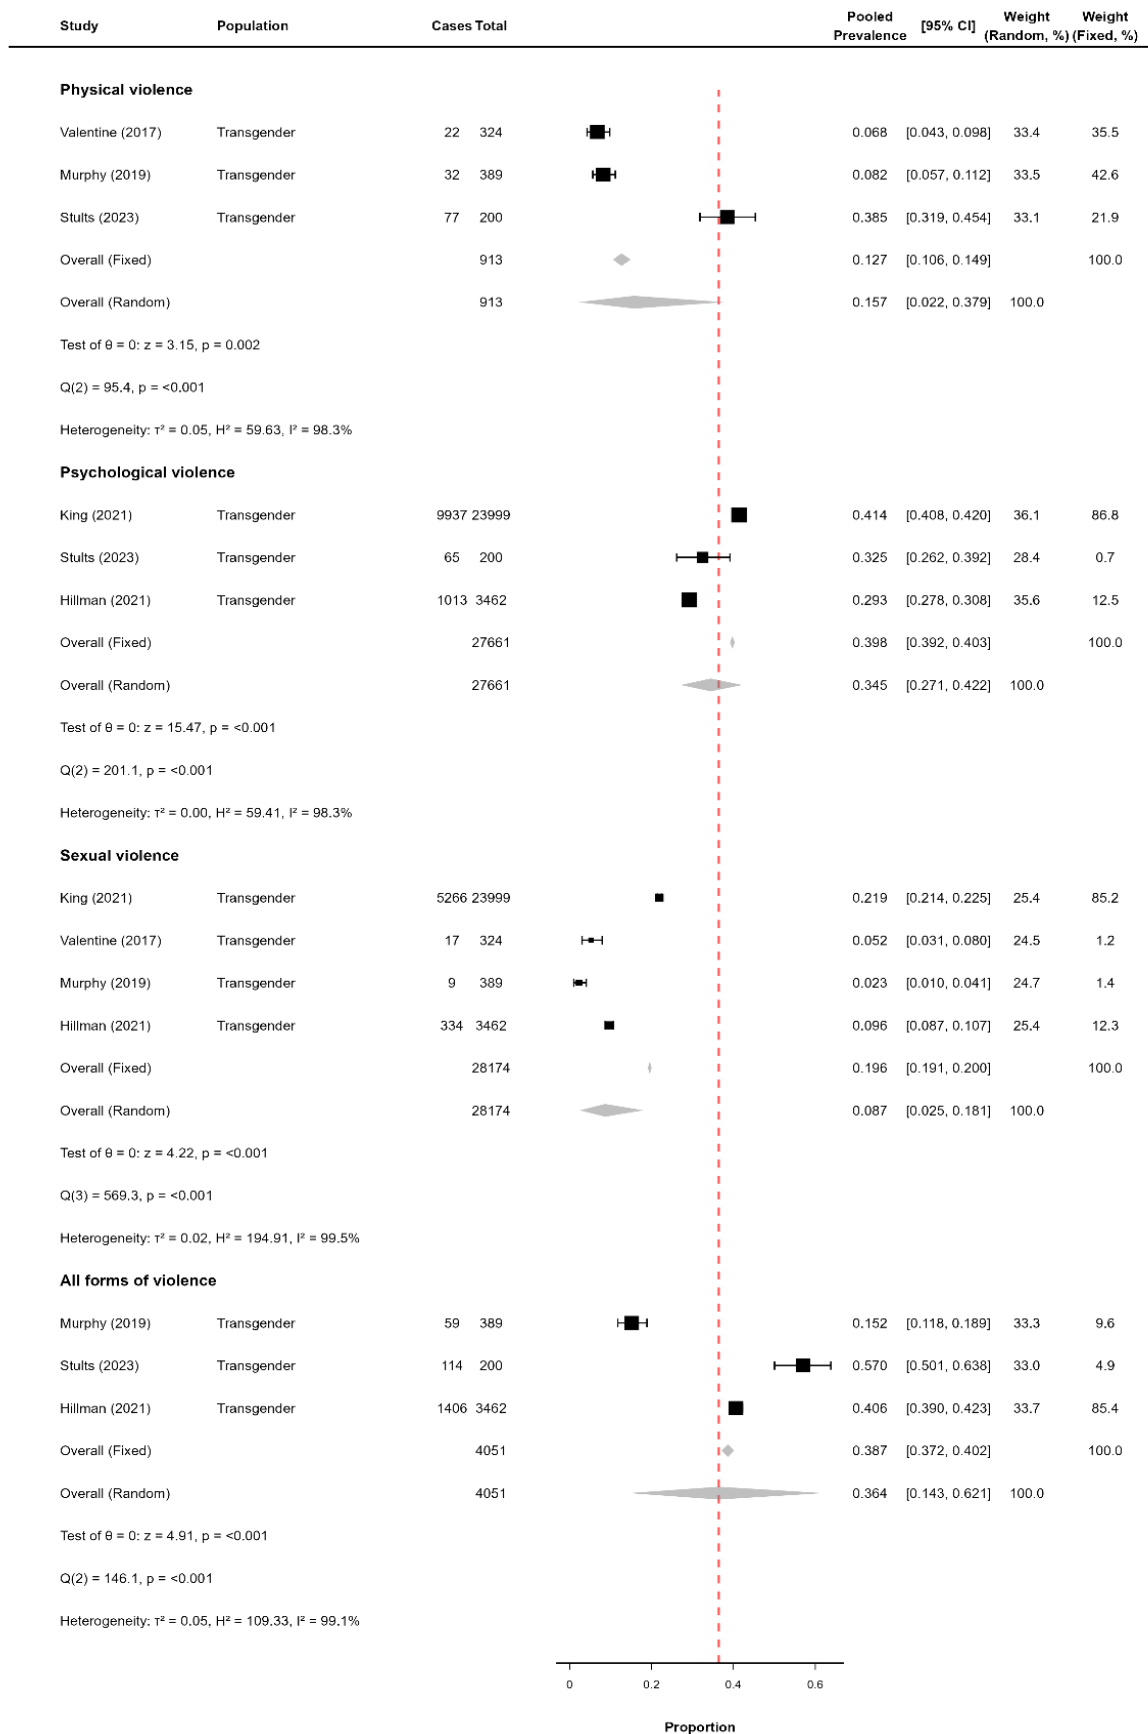 Study Population Cases Total Pooled Prevalence [95% CI] Weight (Random, %) Weight (Fixed, %)
Physical violence
Valentine (2017) Transgender 22 324 0.068 [0.043, 0.098] 33.4 35.5
Murphy (2019) Transgender 32 389 0.082 [0.057, 0.112] 33.5 42.6
Stults (2023) Transgender 77 200 0.385 [0.319, 0.454] 33.1 21.9
Overall (Fixed) 913 0.127 [0.106, 0.149] 100.0
Overall (Random) 913 0.157 [0.022, 0.379] 100.0
Test of θ = 0: z = 3.15, p = 0.002
Q(2) = 95.4, p = <0.001
Heterogeneity: τ² = 0.05, H² = 59.63, I² = 98.3%
Psychological violence
King (2021) Transgender 9937 23999 0.414 [0.408, 0.420] 36.1 86.8
Stults (2023) Transgender 65 200 0.325 [0.262, 0.392] 28.4 0.7
Hillman (2021) Transgender 1013 3462 0.293 [0.278, 0.308] 35.6 12.5
Overall (Fixed) 27661 0.398 [0.392, 0.403] 100.0
Overall (Random) 27661 0.345 [0.271, 0.422] 100.0
Test of θ = 0: z = 15.47, p = <0.001
Q(2) = 201.1, p = <0.001
Heterogeneity: τ² = 0.00, H² = 59.41, I² = 98.3%
Sexual violence
King (2021) Transgender 5266 23999 0.219 [0.214, 0.225] 25.4 85.2
Valentine (2017) Transgender 17 324 0.052 [0.031, 0.080] 24.5 1.2
Murphy (2019) Transgender 9 389 0.023 [0.010, 0.041] 24.7 1.4
Hillman (2021) Transgender 334 3462 0.096 [0.087, 0.107] 25.4 12.3
Overall (Fixed) 28174 0.196 [0.191, 0.200] 100.0
Overall (Random) 28174 0.087 [0.025, 0.181] 100.0
Test of θ = 0: z = 4.22, p = <0.001
Q(3) = 569.3, p = <0.001
Heterogeneity: τ² = 0.02, H² = 194.91, I² = 99.5%
All forms of violence
Murphy (2019) Transgender 59 389 0.152 [0.118, 0.189] 33.3 9.6
Stults (2023) Transgender 114 200 0.570 [0.501, 0.638] 33.0 4.9
Hillman (2021) Transgender 1406 3462 0.406 [0.390, 0.423] 33.7 85.4
Overall (Fixed) 4051 0.387 [0.372, 0.402] 100.0
Overall (Random) 4051 0.364 [0.143, 0.621] 100.0
Test of θ = 0: z = 4.91, p = <0.001
Q(2) = 146.1, p = <0.001
Heterogeneity: τ² = 0.05, H² = 109.33, I² = 99.1%
0 0.2 0.4 0.6
Proportion